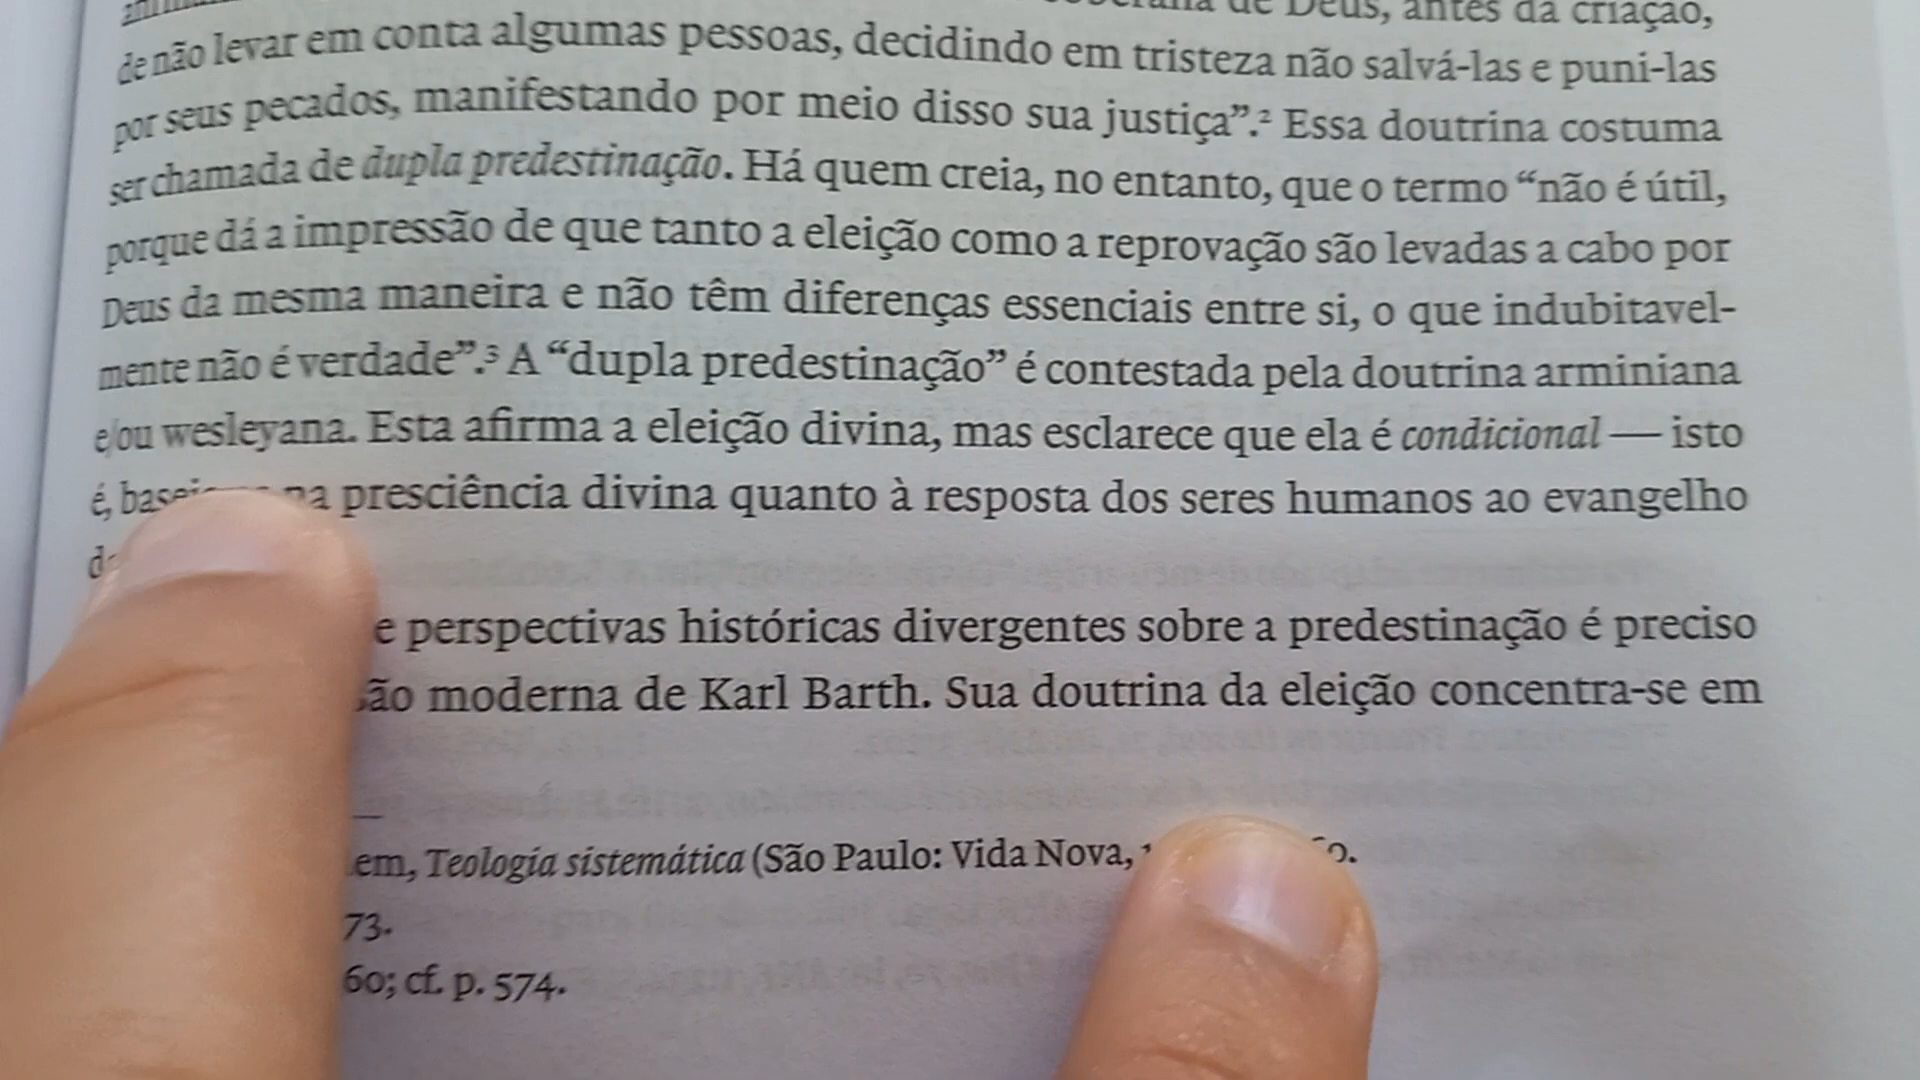 de Deus, antes da criação,
de não levar em conta algumas pessoas, decidindo em tristeza não salvá-las e puni-las
por seus pecados, manifestando por meio disso sua justiça”.² Essa doutrina costuma
ser chamada de dupla predestinação. Há quem creia, no entanto, que o termo “não é útil,
porque dá a impressão de que tanto a eleição como a reprovação são levadas a cabo por
Deus da mesma maneira e não têm diferenças essenciais entre si, o que indubitavel-
mente não é verdade”.³ A “dupla predestinação” é contestada pela doutrina arminiana
e/ou wesleyana. Esta afirma a eleição divina, mas esclarece que ela é condicional — isto
é, na presciência divina quanto à resposta dos seres humanos ao evangelho
e perspectivas históricas divergentes sobre a predestinação é preciso
ão moderna de Karl Barth. Sua doutrina da eleição concentra-se em
em, Teologia sistemática (São Paulo: Vida Nova,
73.
60; cf. p. 574.